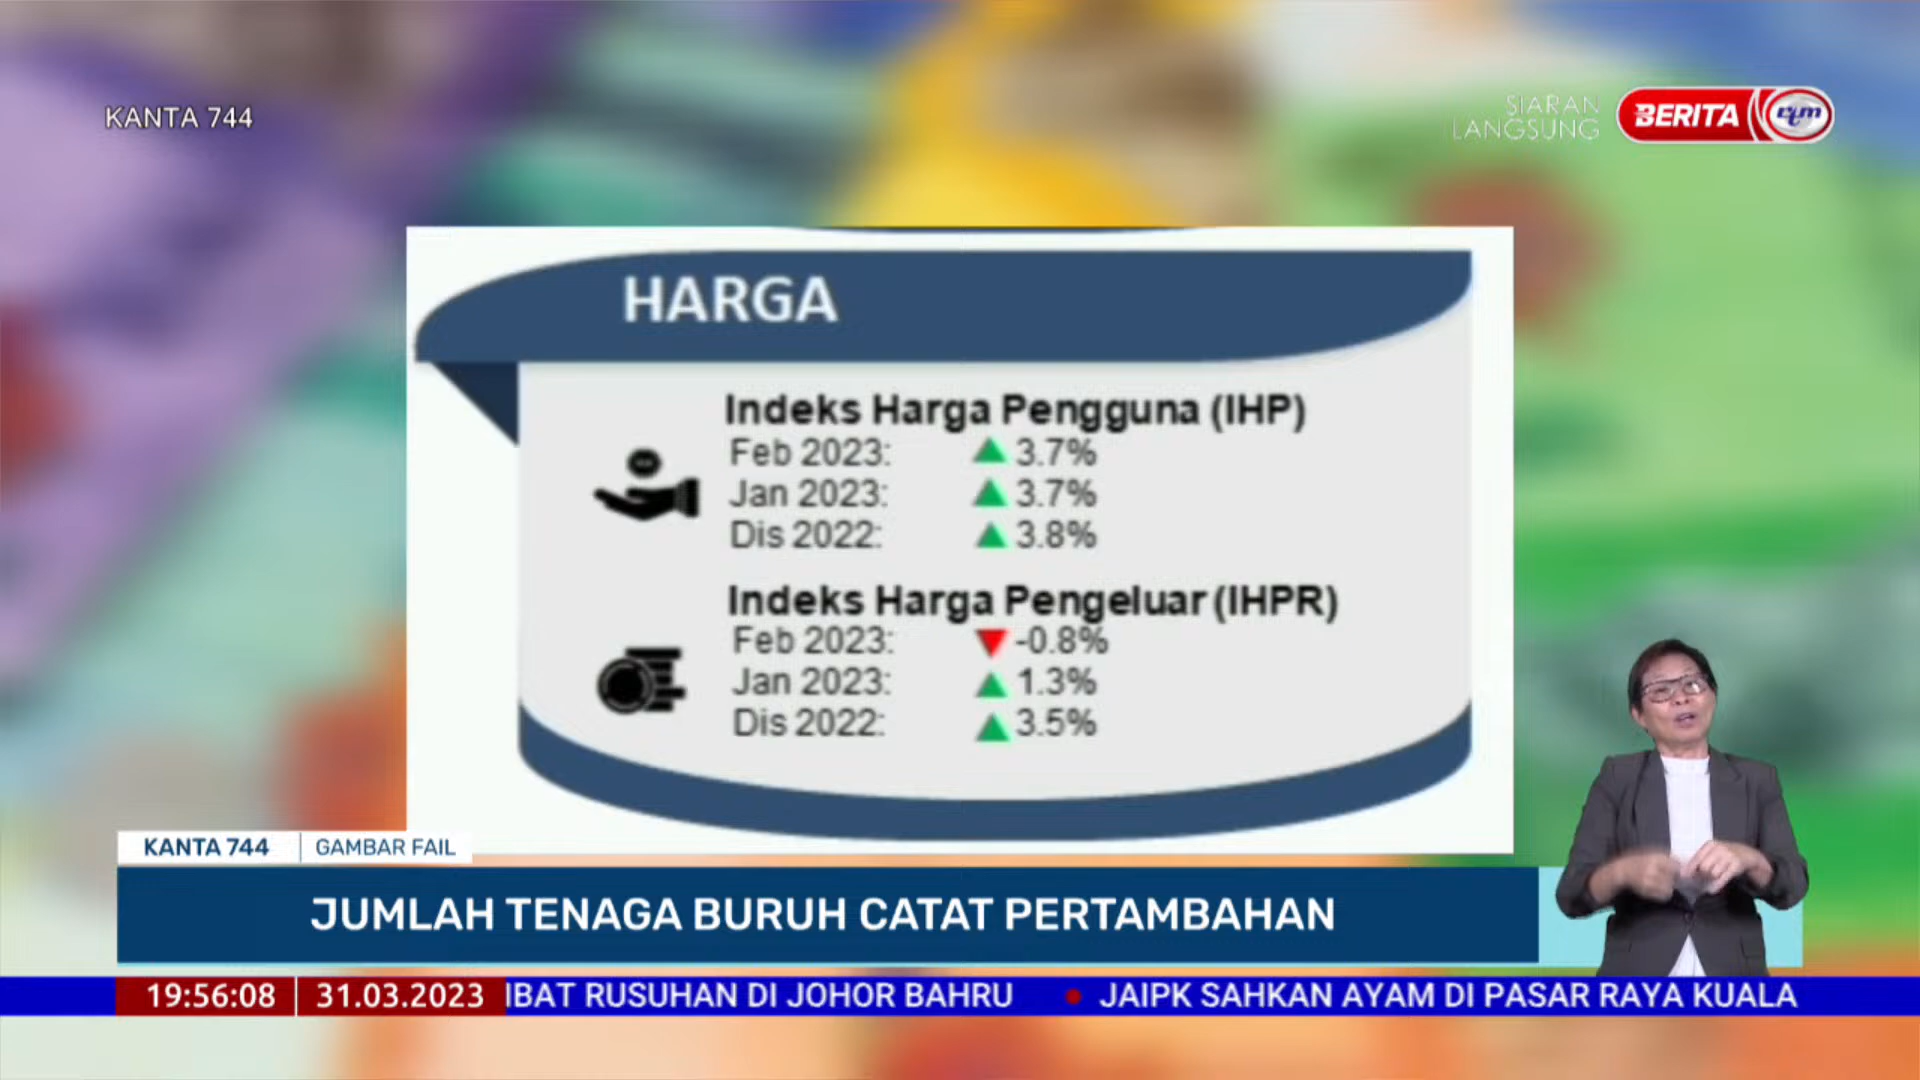 KANTA 744
SIARAN
LANGSUNG
BERITA rtm
HARGA
Indeks Harga Pengguna (IHP)
Feb 2023: 3.7%
Jan 2023: 3.7%
Dis 2022: 3.8%
Indeks Harga Pengeluar (IHPR)
Feb 2023: -0.8%
Jan 2023: 1.3%
Dis 2022: 3.5%
KANTA 744 GAMBAR FAIL
JUMLAH TENAGA BURUH CATAT PERTAMBAHAN
19:56:08 31.03.2023 IBAT RUSUHAN DI JOHOR BAHRU • JAIPK SAHKAN AYAM DI PASAR RAYA KUALA